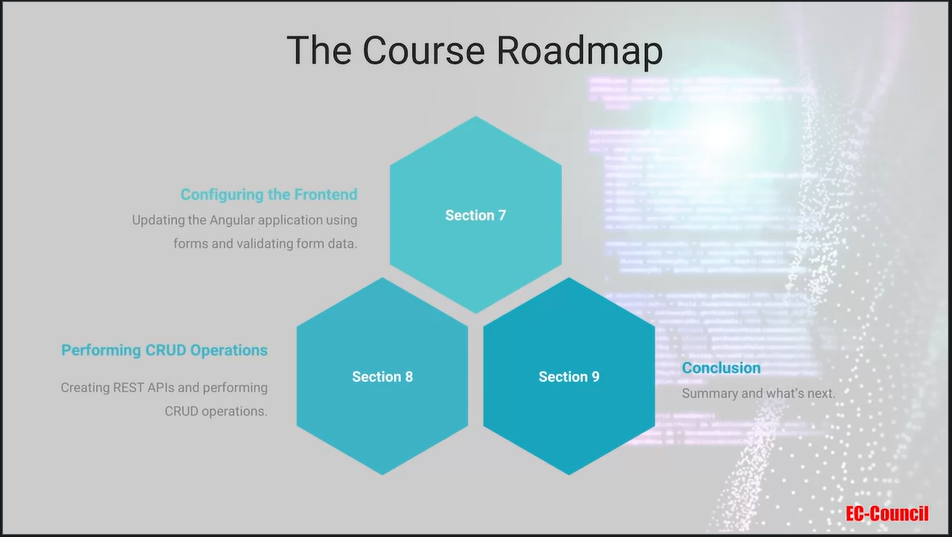 The Course Roadmap
Configuring the Frontend
Updating the Angular application using
forms and validating form data.
Section 7
Performing CRUD Operations
Creating REST APIs and performing
CRUD operations.
Section 8
Section 9
Conclusion
Summary and what's next.
EC-Council